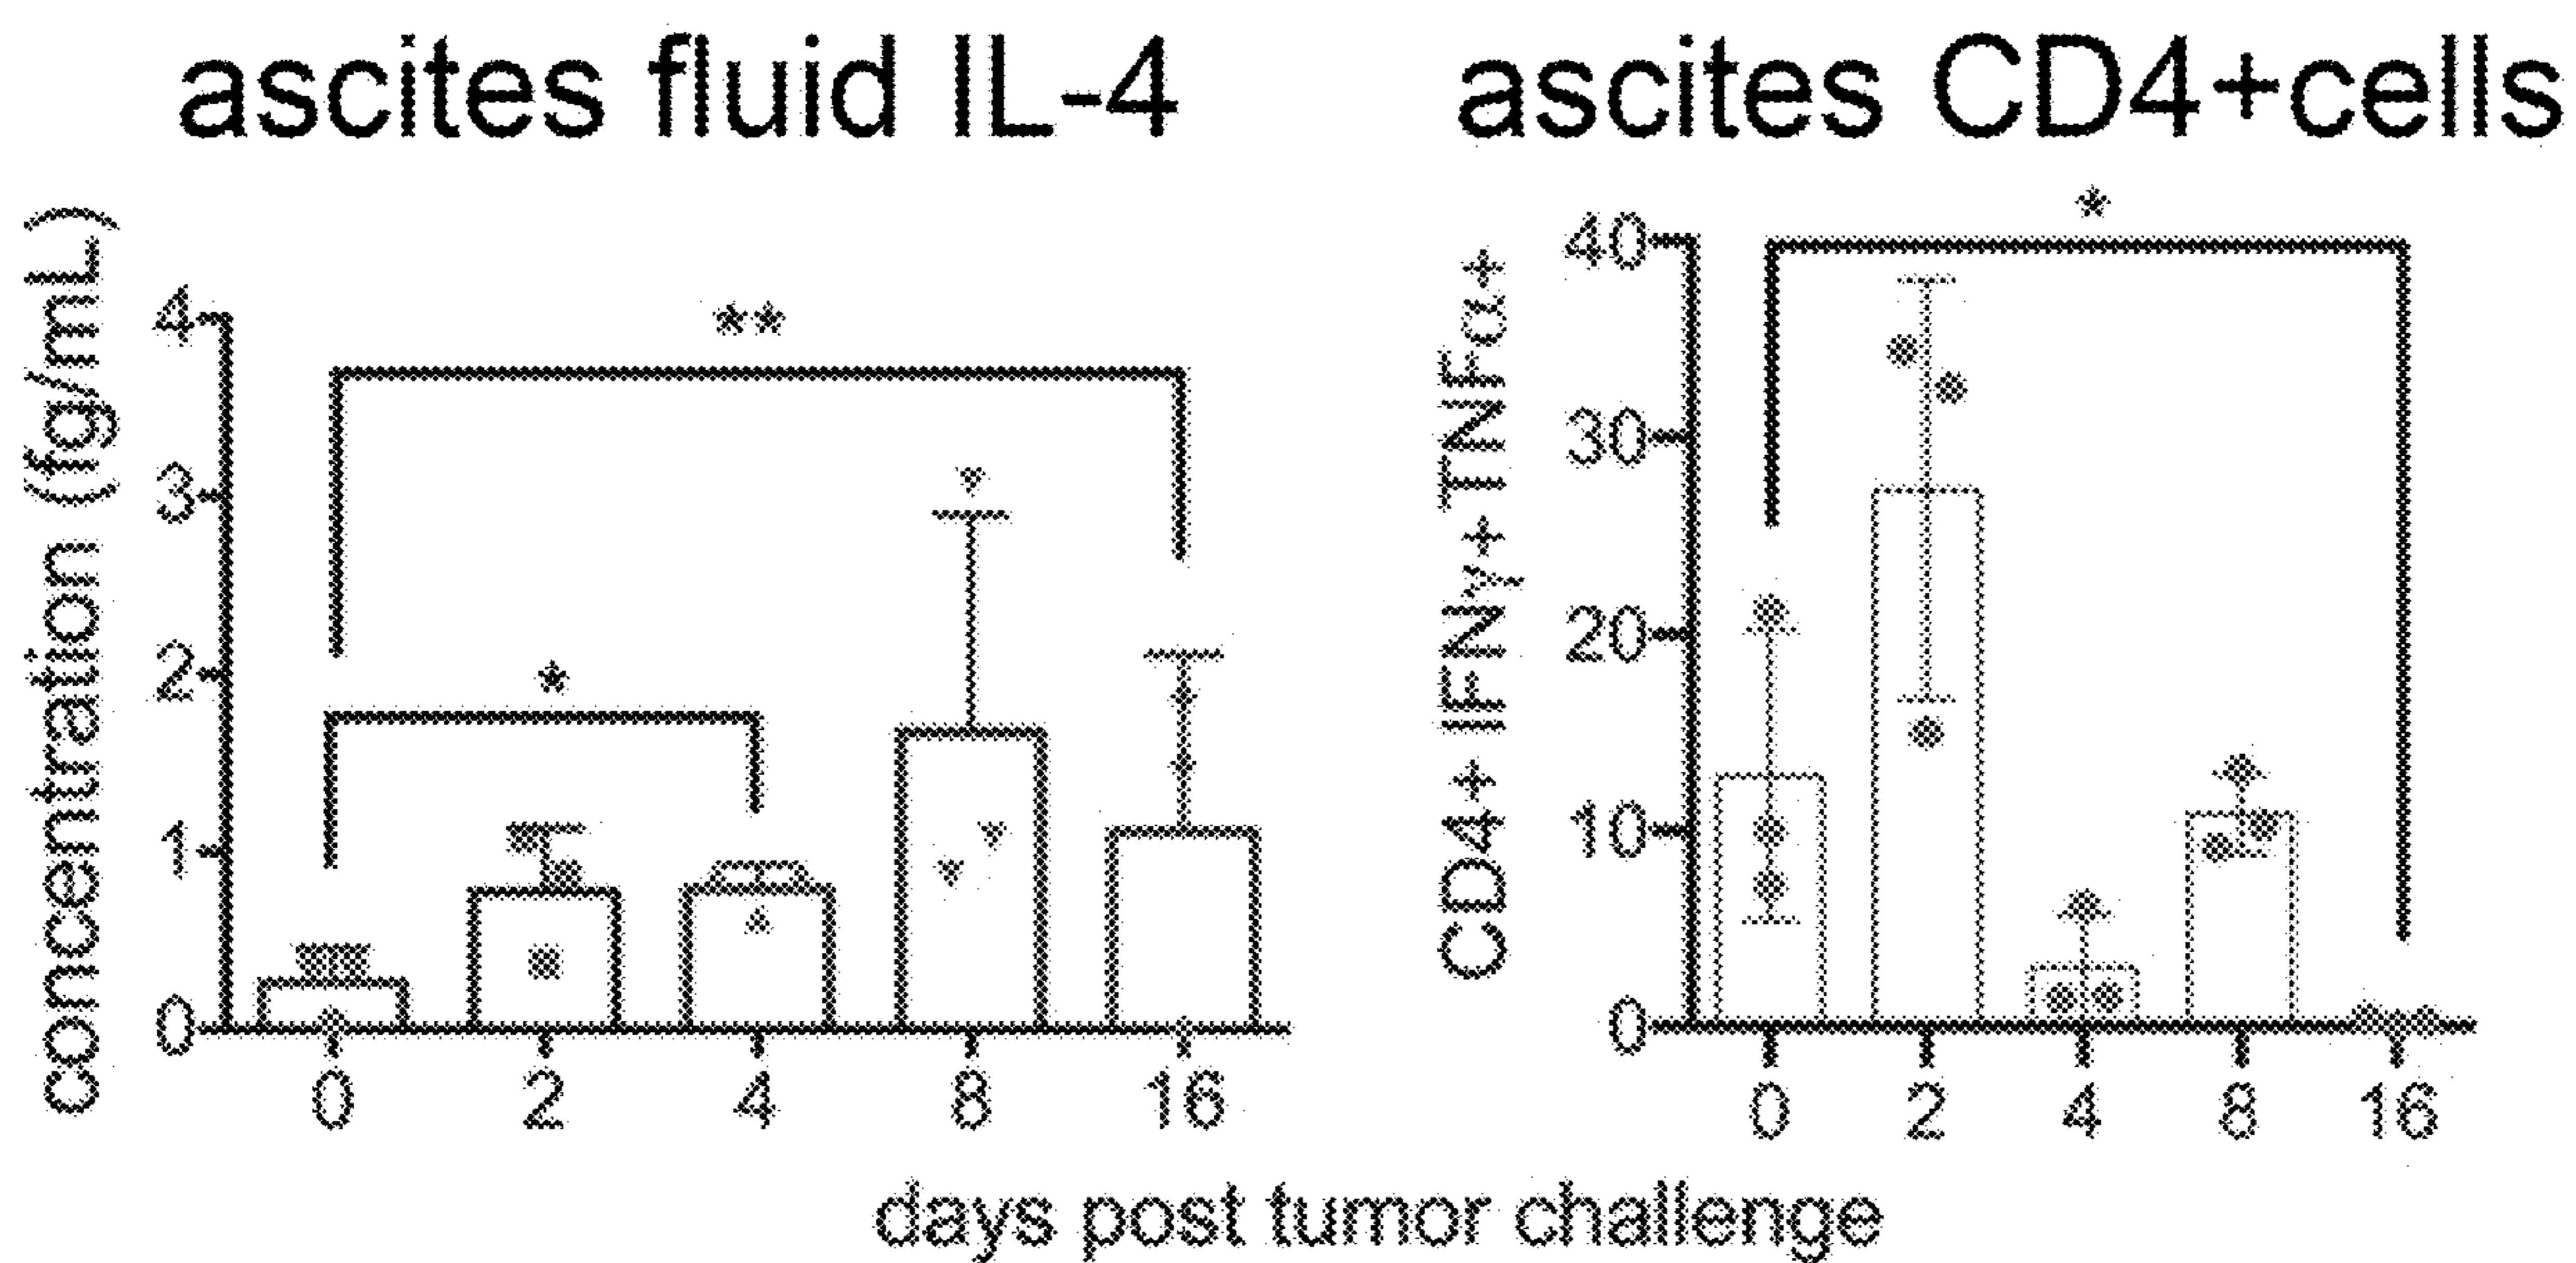 ascites fluid IL-4
concentration (fg/mL)
4
3
2
1
0
**
*
0 2 4 8 16
ascites CD4+cells
CD4+ IFNγ+ TNFα+
40
30
20
10
0
*
0 2 4 8 16
days post tumor challenge